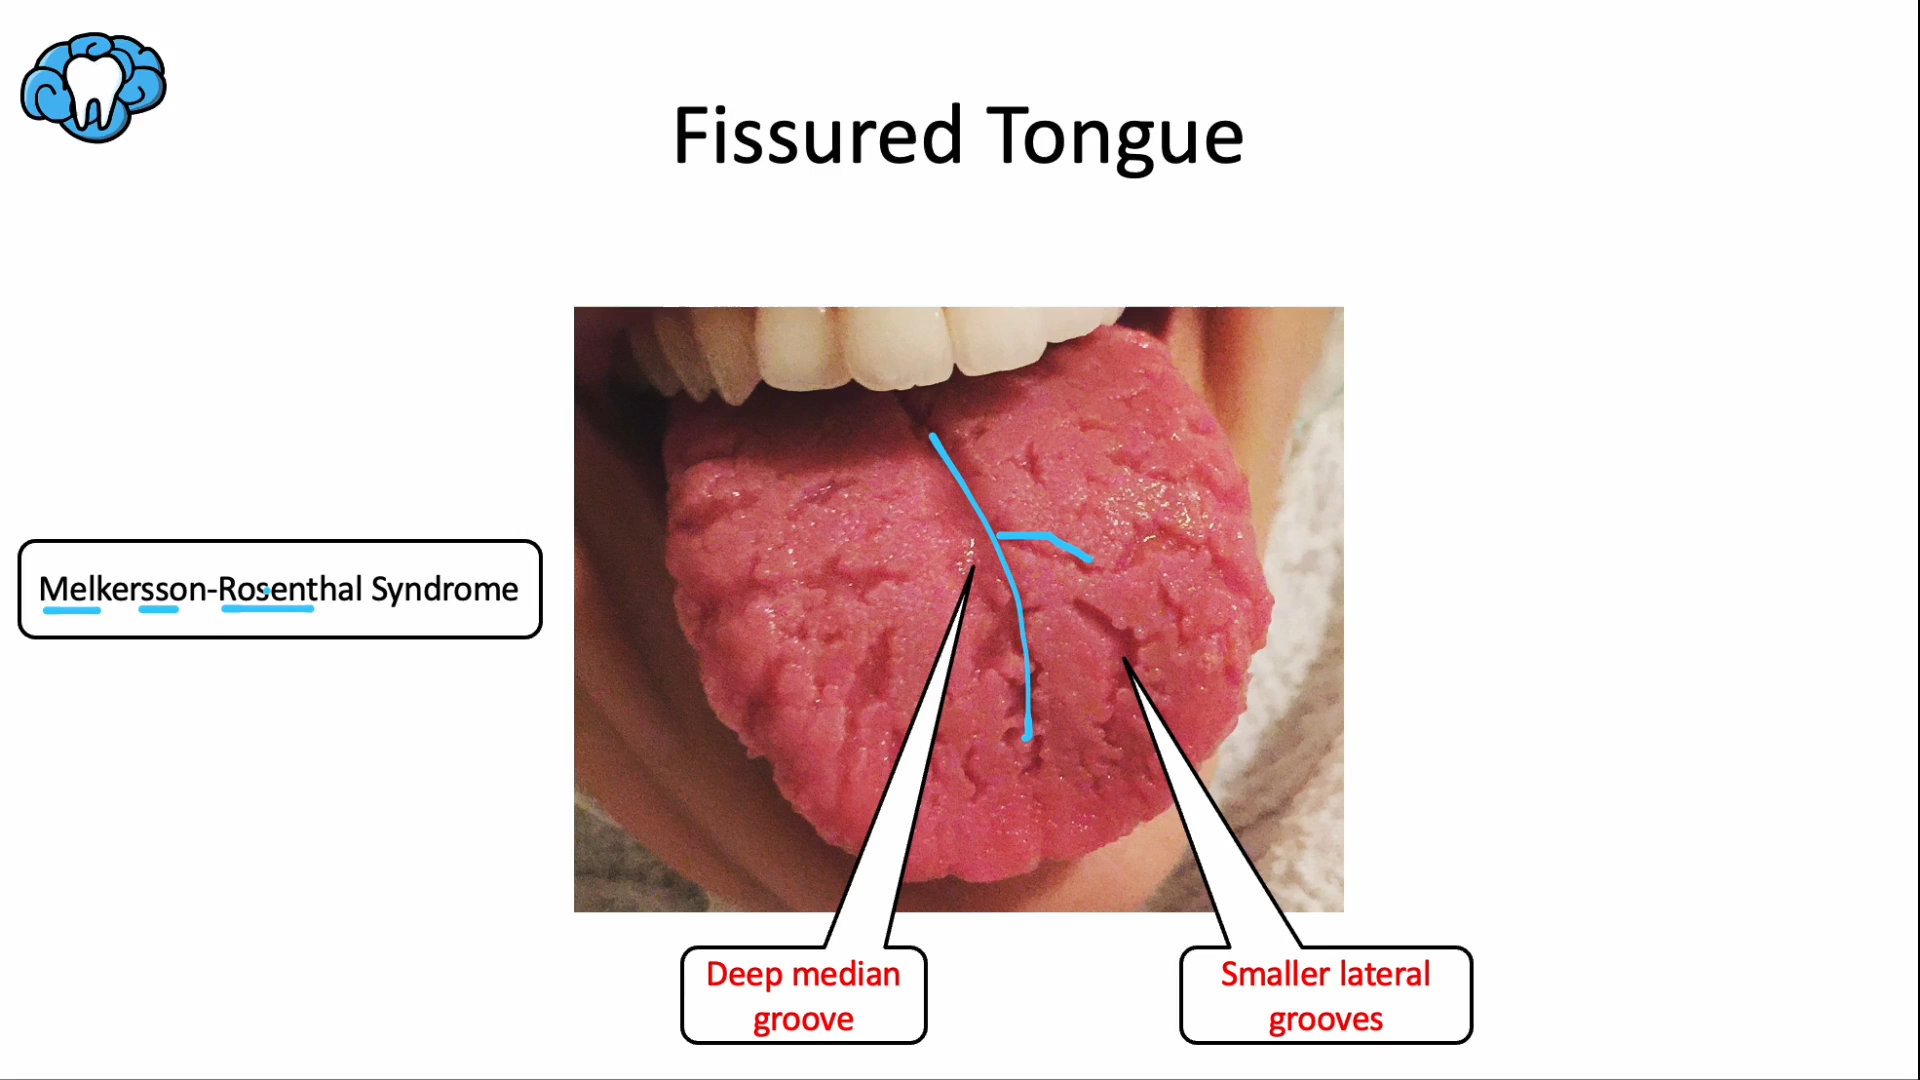 Fissured Tongue
Melkersson-Rosenthal Syndrome
Deep median
groove
Smaller lateral
grooves